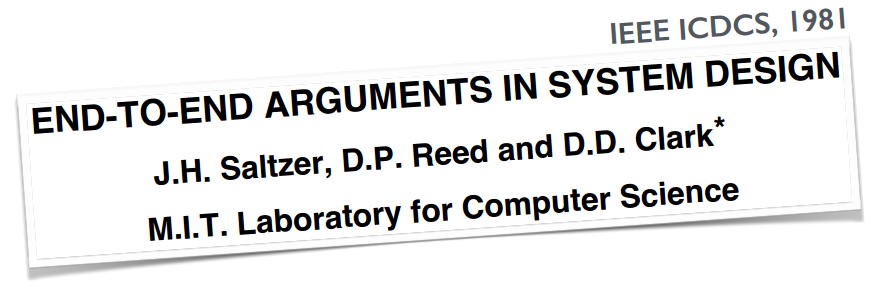 IEEE ICDCS, 1981
END-TO-END ARGUMENTS IN SYSTEM DESIGN
J.H. Saltzer, D.P. Reed and D.D. Clark*
M.I.T. Laboratory for Computer Science